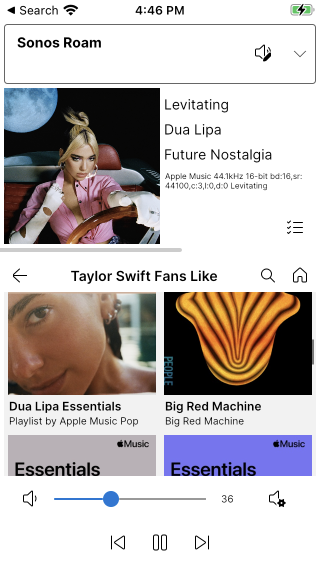 Search
4:46 PM
Sonos Roam
Levitating
Dua Lipa
Future Nostalgia
Apple Music 44.1kHz 16-bit bd:16,sr:
44100,c:3,l:0,d:0 Levitating
Taylor Swift Fans Like
PEOPLE
Dua Lipa Essentials
Big Red Machine
Playlist by Apple Music Pop
Big Red Machine
Music
Music
Essentials
Essentials
36